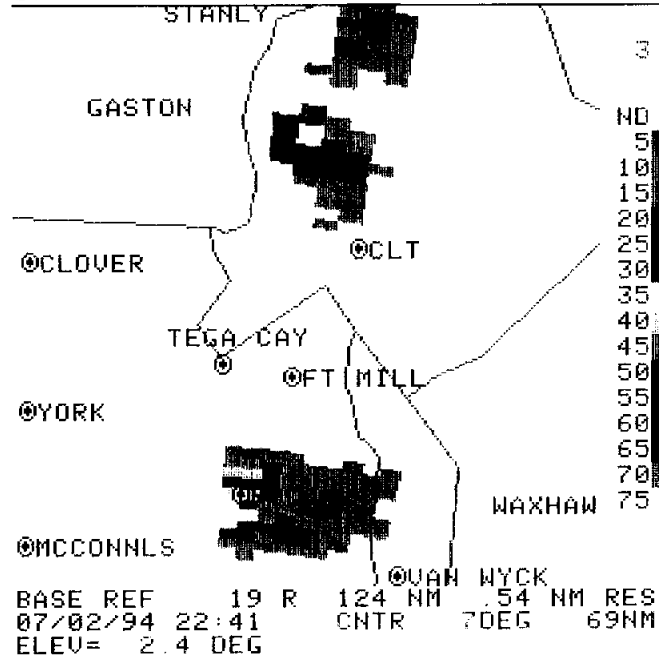 STANLY
3
GASTON
ND
5
10
15
20
25
30
35
40
45
50
55
60
65
70
75
CLT
CLOVER
TEGA CAY
FT MILL
YORK
WAXHAW
MCCONNLS
VAN WYCK
BASE REF 19 R 124 NM .54 NM RES
07/02/94 22:41 CNTR 7DEG 69NM
ELEV= 2.4 DEG